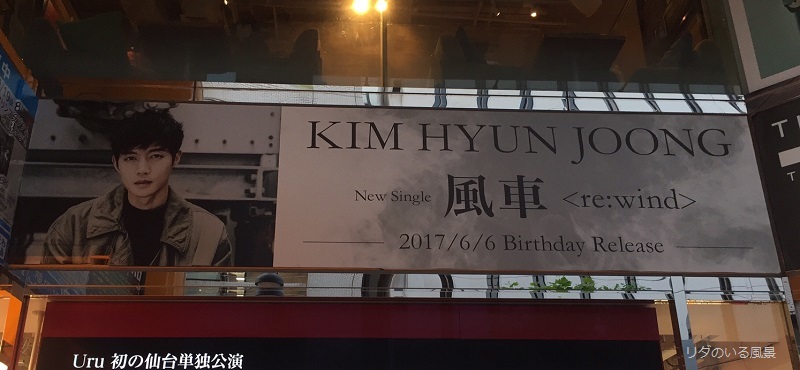 KIM HYUN JOONG
New Single 風車 <re:wind>
2017/6/6 Birthday Release
Uru 初の仙台単独公演
リダのいる風景